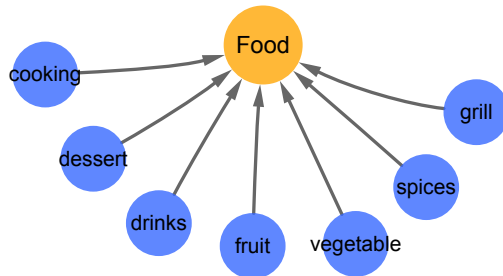 Food
cooking
grill
dessert
spices
drinks
fruit
vegetable